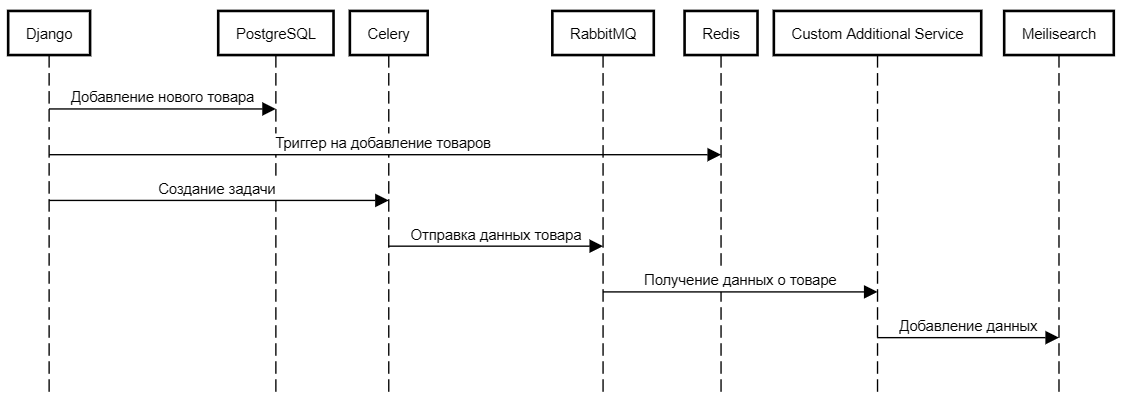 Django
PostgreSQL
Celery
RabbitMQ
Redis
Custom Additional Service
Meilisearch
Добавление нового товара
Триггер на добавление товаров
Создание задачи
Отправка данных товара
Получение данных о товаре
Добавление данных